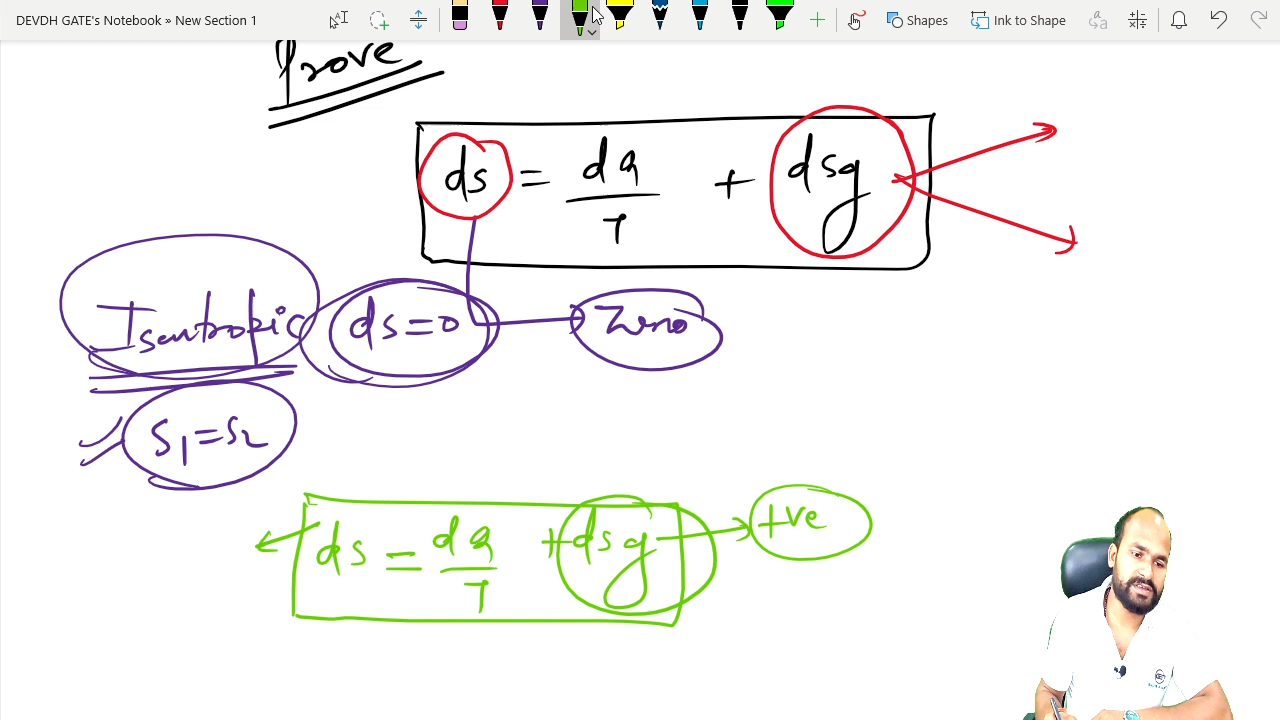 DEVDH GATE's Notebook » New Section 1
Shapes
Ink to Shape
Prove
ds = dQ/T + dsg
Isentropic ds=0 Zero
S1=S2
ds = dQ/T + dsg +ve